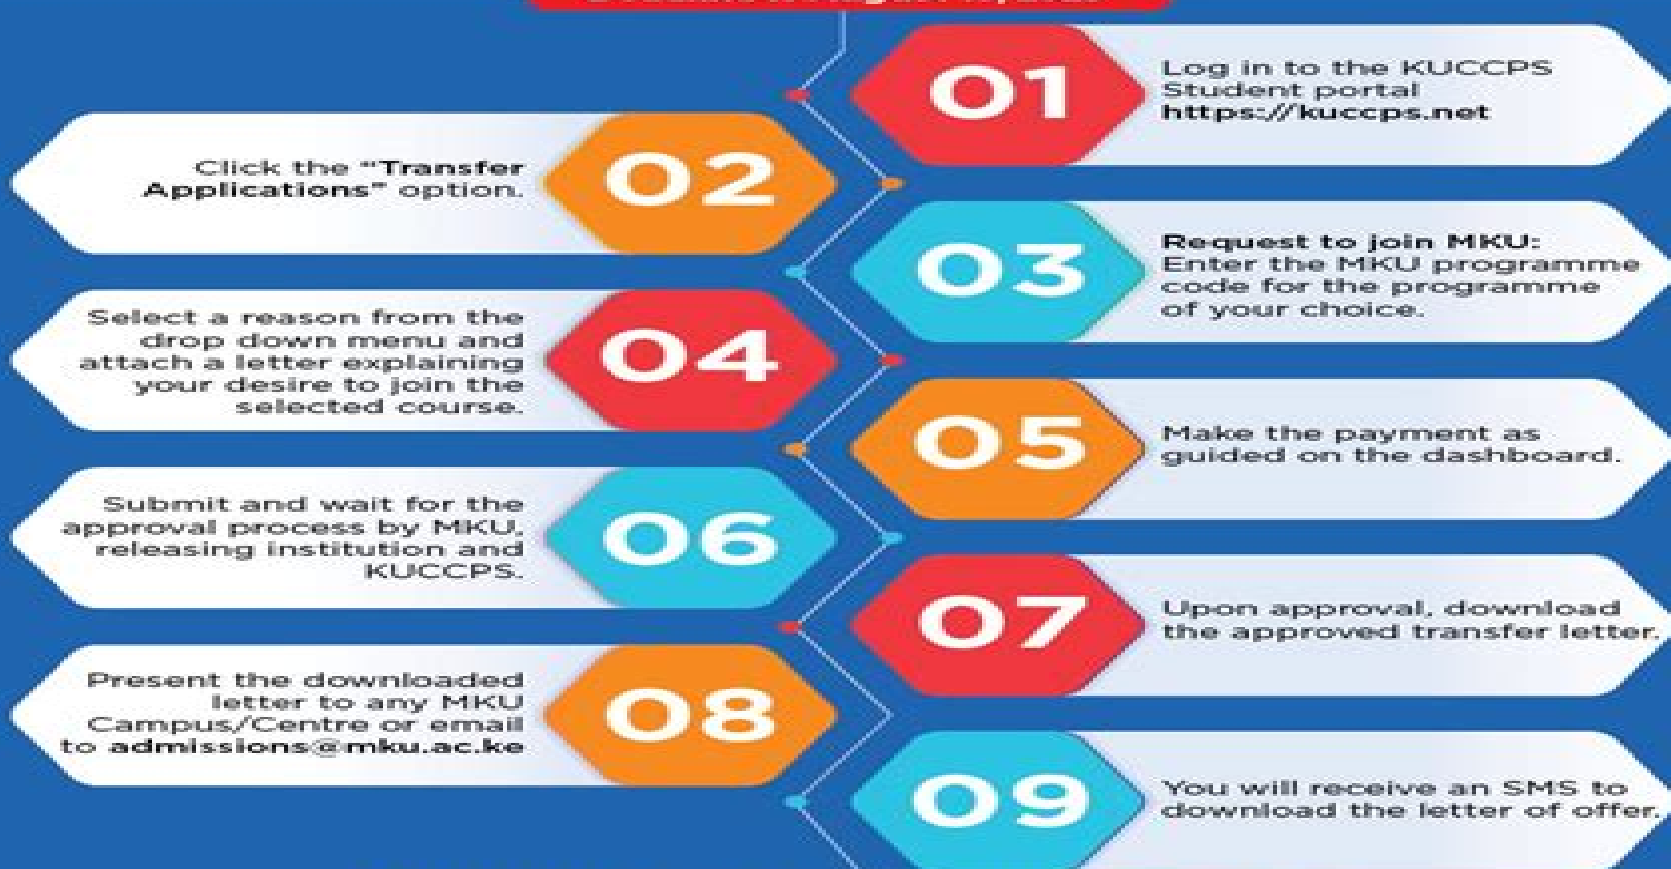 01
Log in to the KUCCPS
Student portal
https://kuccps.net
02
Click the "Transfer
Applications" option.
03
Request to join MKU:
Enter the MKU programme
code for the programme
of your choice.
04
Select a reason from the
drop down menu and
attach a letter explaining
your desire to join the
selected course.
05
Make the payment as
guided on the dashboard.
06
Submit and wait for the
approval process by MKU,
releasing institution and
KUCCPS.
07
Upon approval, download
the approved transfer letter.
08
Present the downloaded
letter to any MKU
Campus/Centre or email
to admissions@mku.ac.ke
09
You will receive an SMS to
download the letter of offer.